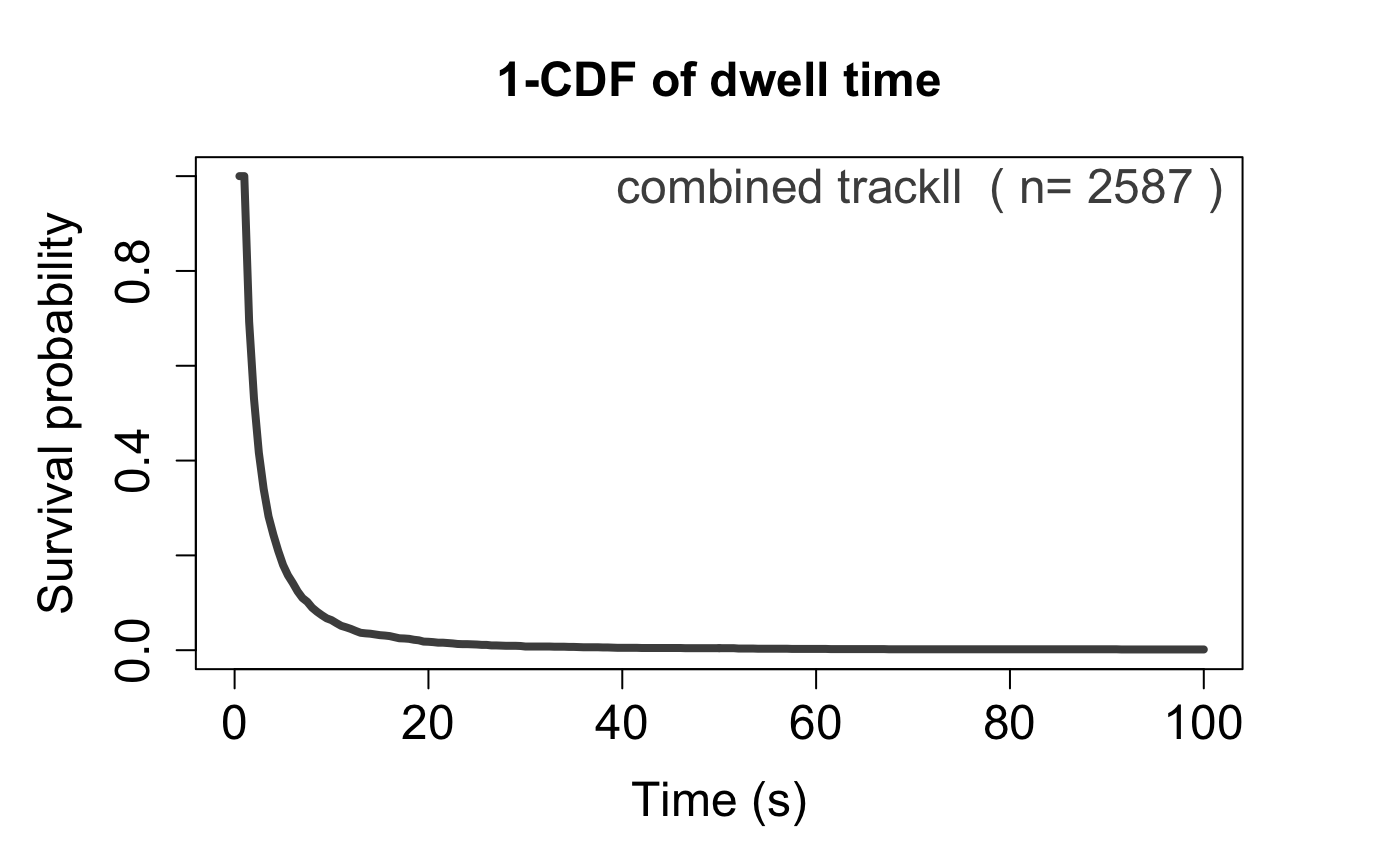 1-CDF of dwell time
combined trackll ( n= 2587 )
Survival probability
0.8
0.4
0.0
0 20 40 60 80 100
Time (s)